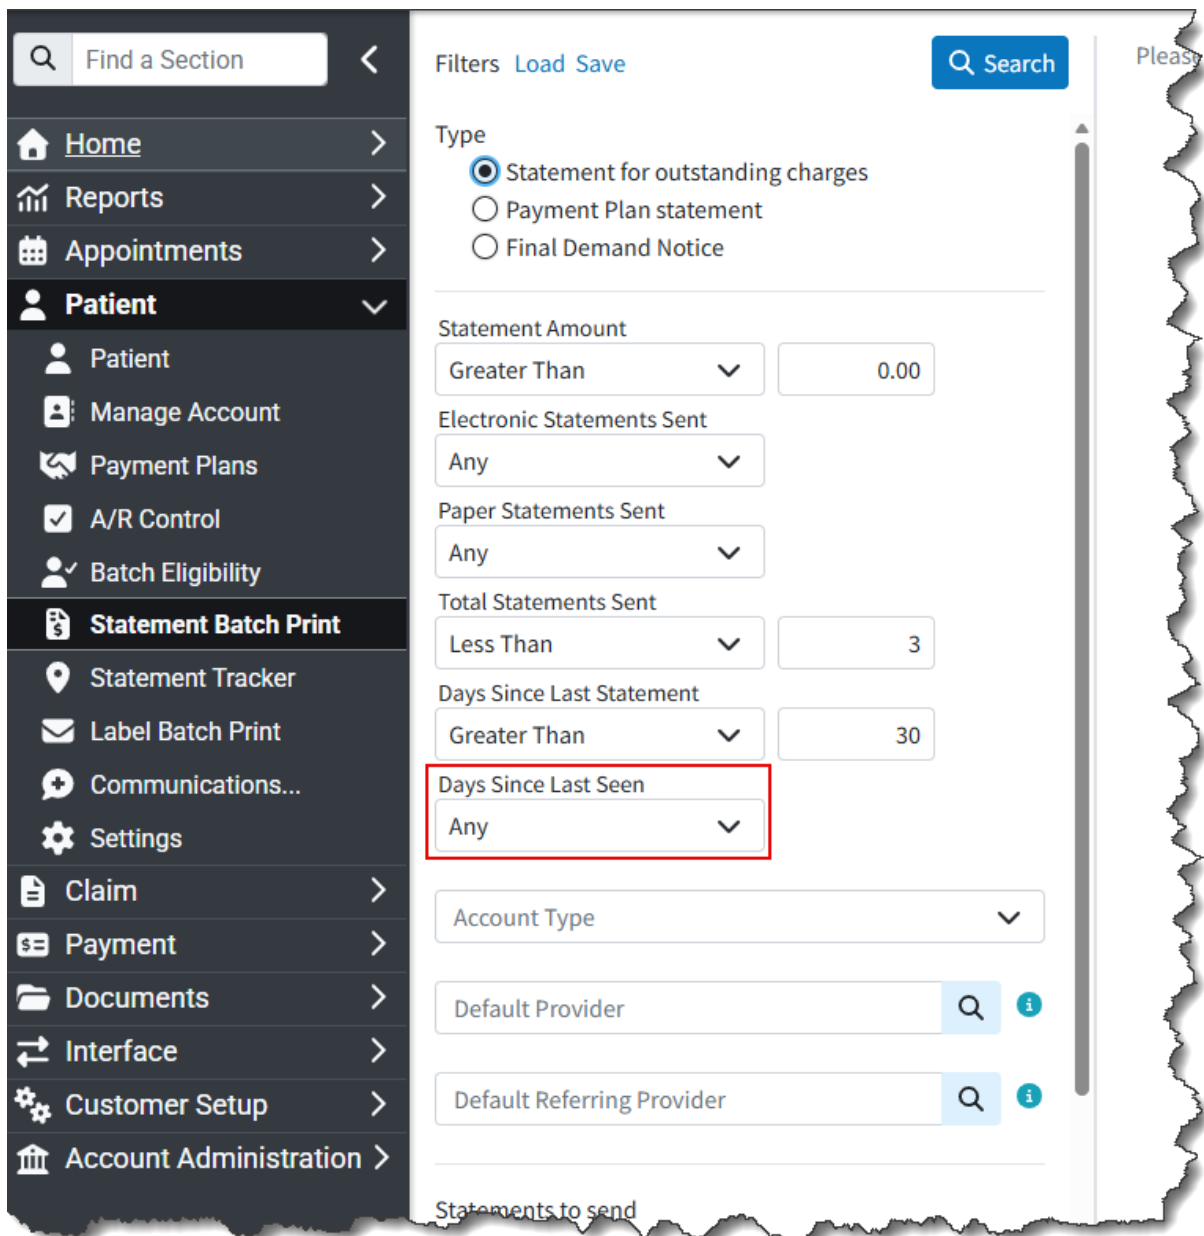 Find a Section
Home
Reports
Appointments
Patient
Patient
Manage Account
Payment Plans
A/R Control
Batch Eligibility
Statement Batch Print
Statement Tracker
Label Batch Print
Communications...
Settings
Claim
Payment
Documents
Interface
Customer Setup
Account Administration
Filters Load Save
Search
Type
Statement for outstanding charges
Payment Plan statement
Final Demand Notice
Statement Amount
Greater Than 0.00
Electronic Statements Sent
Any
Paper Statements Sent
Any
Total Statements Sent
Less Than 3
Days Since Last Statement
Greater Than 30
Days Since Last Seen
Any
Account Type
Default Provider
Default Referring Provider
Statements to send